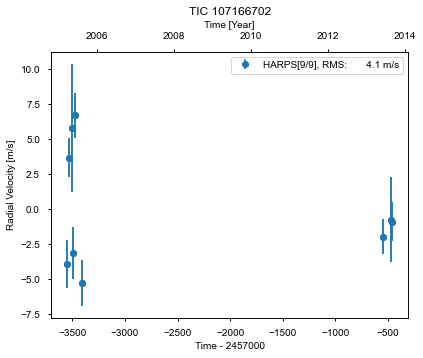 TIC 107166702
Time [Year]
2006 2008 2010 2012 2014
HARPS[9/9], RMS: 4.1 m/s
10.0
7.5
5.0
2.5
0.0
−2.5
−5.0
−7.5
Radial Velocity [m/s]
−3500 −3000 −2500 −2000 −1500 −1000 −500
Time - 2457000